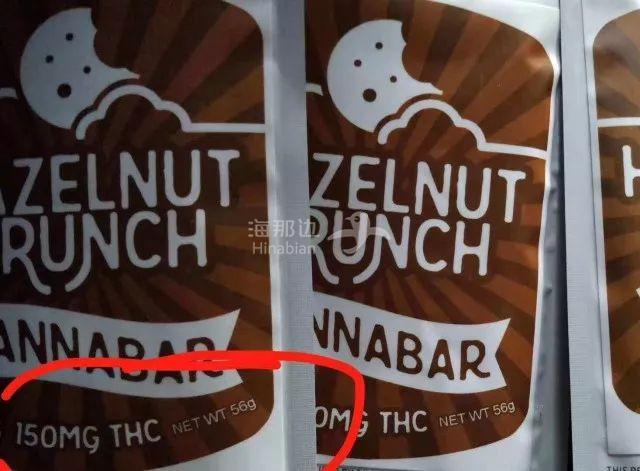 AZELNUT
RUNCH
ANNABAR
150MG THC NET WT 56g
ZELNUT
RUNCH
NNABAR
0MG THC NET WT 56g
H
海那边
Hinabian